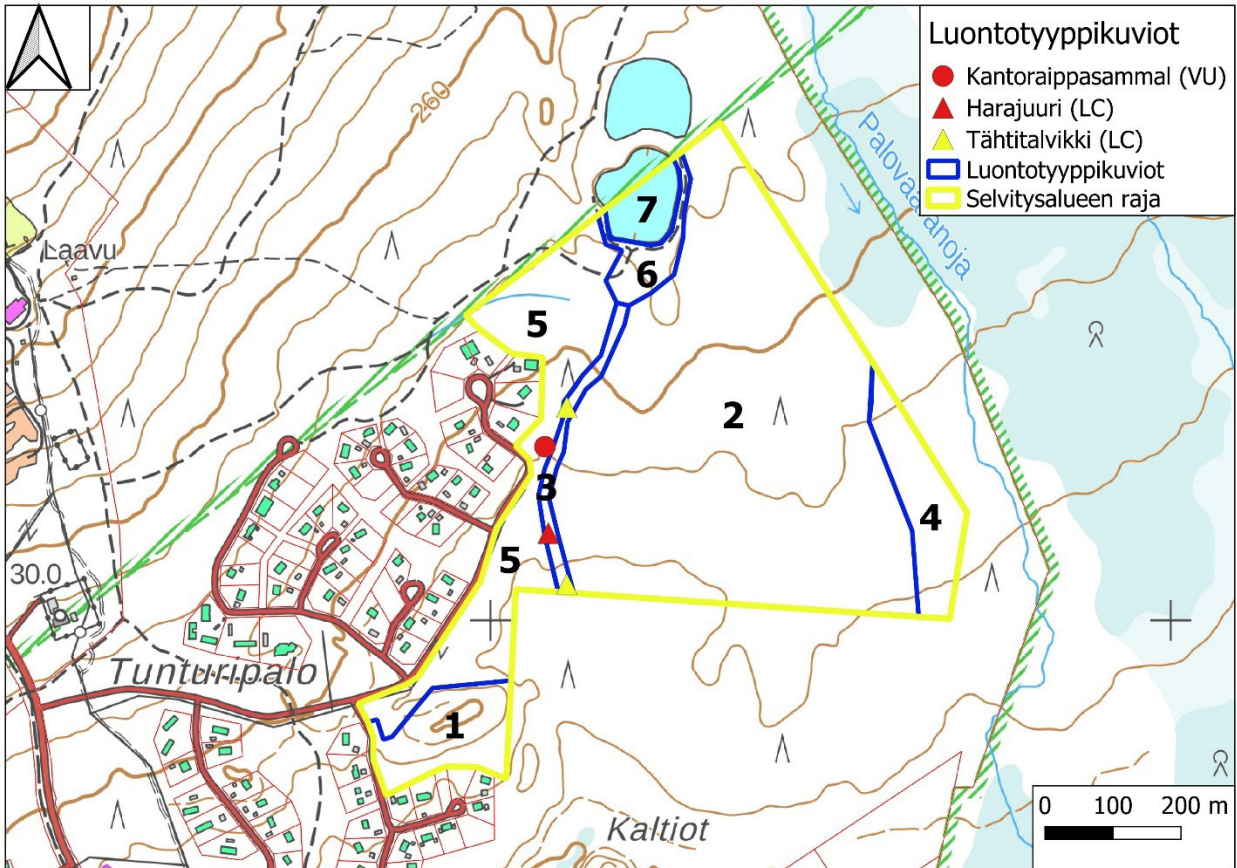 Luontotyyppikuviot
Kantoraippasammal (VU)
Harajuuri (LC)
Tähtitalvikki (LC)
Luontotyyppikuviot
Selvitysalueen raja
260
Laavu
7
6
5
2
3
4
5
30.0
Tunturipalo
1
Kaltiot
0 100 200 m